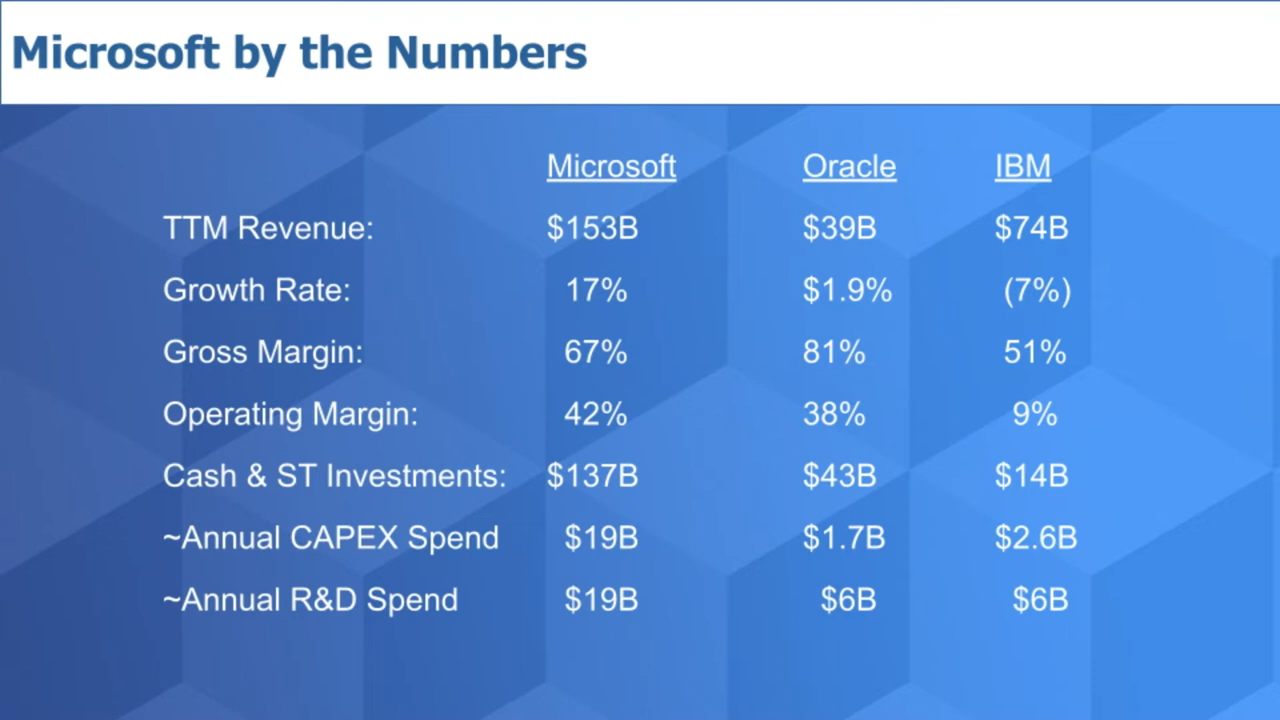 Microsoft by the Numbers
Microsoft Oracle IBM
TTM Revenue: $153B $39B $74B
Growth Rate: 17% $1.9% (7%)
Gross Margin: 67% 81% 51%
Operating Margin: 42% 38% 9%
Cash & ST Investments: $137B $43B $14B
~Annual CAPEX Spend $19B $1.7B $2.6B
~Annual R&D Spend $19B $6B $6B